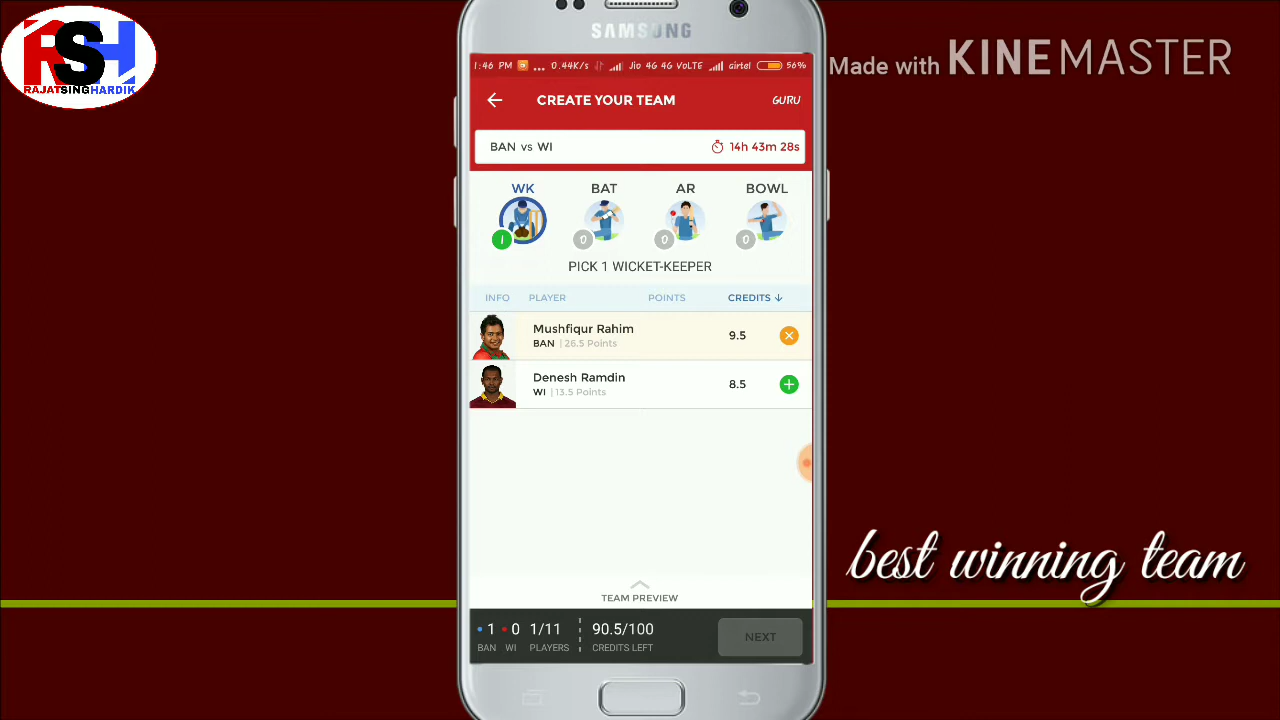 RSH
RAJATSINGHARDIK
Made with KINEMASTER
SAMSUNG
1:46 PM ... 0.44K/s Jio 4G 4G VoLTE airtel 56%
CREATE YOUR TEAM GURU
BAN vs WI 14h 43m 28s
WK BAT AR BOWL
1 0 0 0
PICK 1 WICKET-KEEPER
INFO PLAYER POINTS CREDITS ↓
Mushfiqur Rahim 9.5
BAN | 26.5 Points
Denesh Ramdin 8.5
WI | 13.5 Points
best winning team
TEAM PREVIEW
1 0 1/11 90.5/100 NEXT
BAN WI PLAYERS CREDITS LEFT